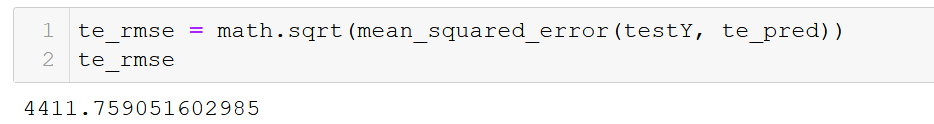 1 te_rmse = math.sqrt(mean_squared_error(testY, te_pred))
2 te_rmse
4411.759051602985